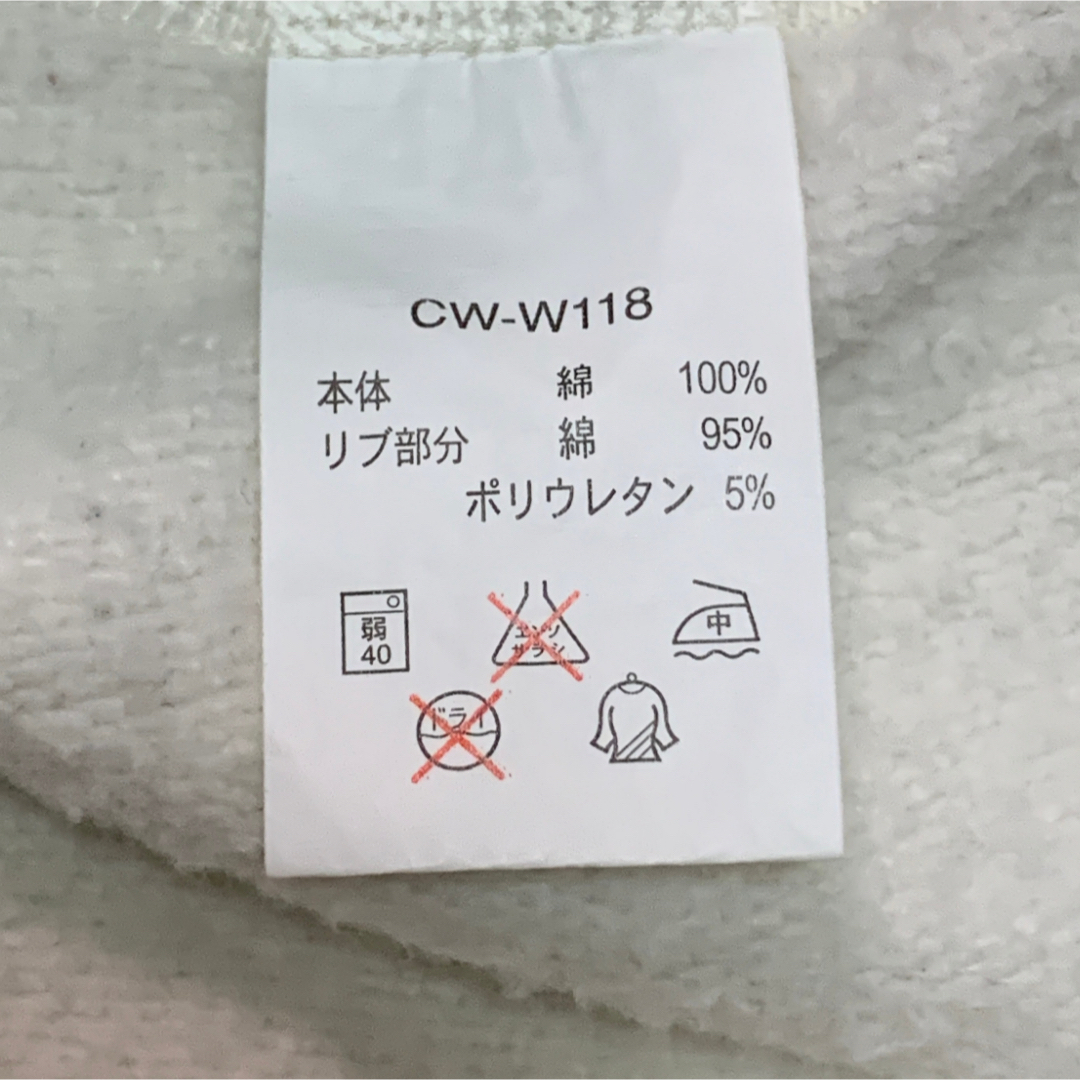 CW-W118
本体 綿 100%
リブ部分 綿 95%
ポリウレタン 5%
弱
40
エンソ
サラシ
中
ドライ